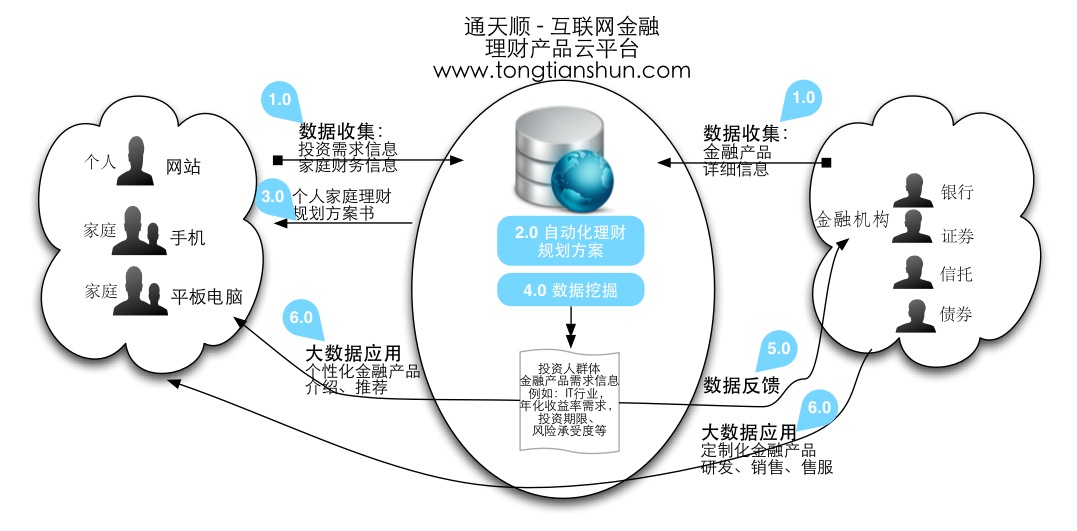 通天顺 - 互联网金融
理财产品云平台
www.tongtianshun.com
1.0
数据收集：
投资需求信息
家庭财务信息
1.0
数据收集：
金融产品
详细信息
个人
网站
家庭
手机
家庭
平板电脑
3.0
个人家庭理财
规划方案书
2.0 自动化理财
规划方案
4.0 数据挖掘
金融机构
银行
证券
信托
债券
6.0
大数据应用
个性化金融产品
介绍、推荐
投资人群体
金融产品需求信息
例如：IT行业，
年化收益率需求，
投资期限、
风险承受度等
5.0
数据反馈
6.0
大数据应用
定制化金融产品
研发、销售、售服